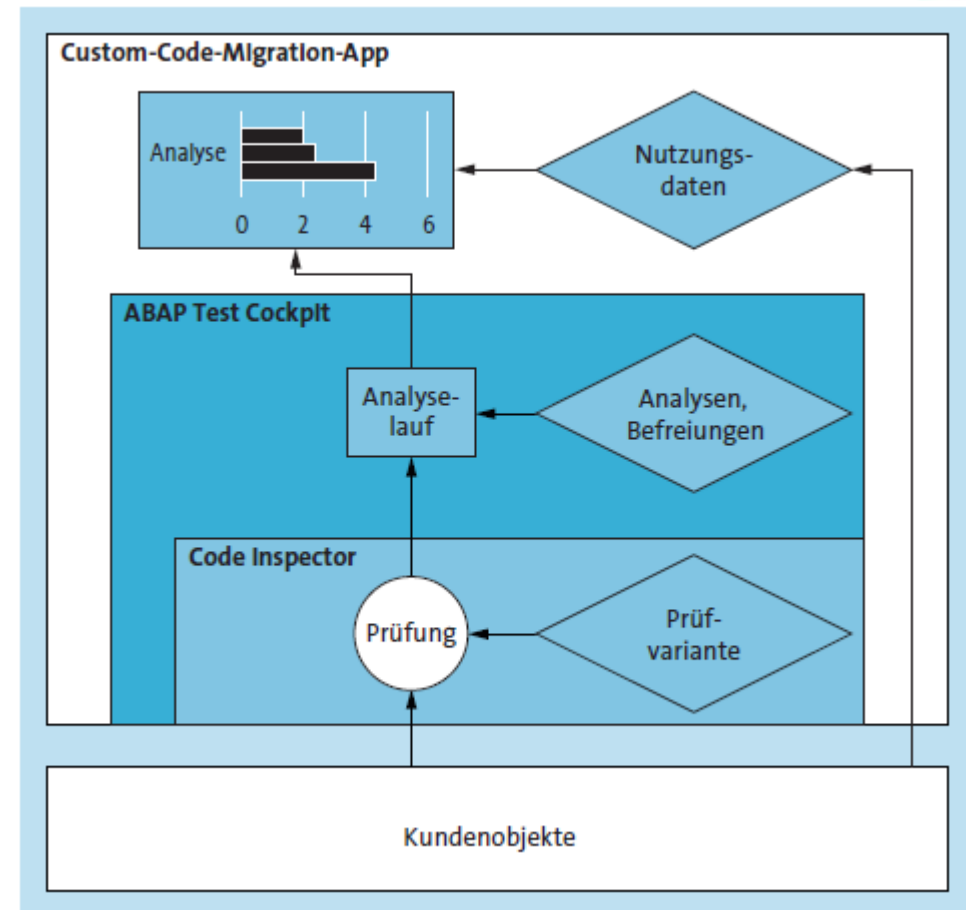 Custom-Code-Migration-App
Analyse
0 2 4 6
Nutzungs-
daten
ABAP Test Cockpit
Analyse-
lauf
Analysen,
Befreiungen
Code Inspector
Prüfung
Prüf-
variante
Kundenobjekte